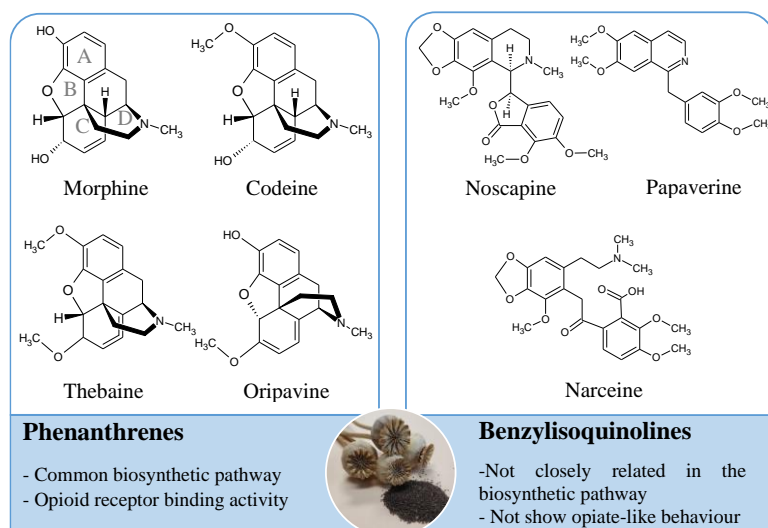 HO
A
B
C
D
O
H
H
N
CH₃
HO
Morphine
H₃C
O
O
H
H
N
CH₃
HO
Codeine
O
O
O
CH₃
H
N
CH₃
H
O
O
O
CH₃
H₃C
O
O
CH₃
Noscapine
H₃C
O
H₃C
O
N
O
CH₃
O
CH₃
Papaverine
H₃C
O
O
H
N
CH₃
H₃C
O
Thebaine
HO
O
N
CH₃
H₃C
O
Oripavine
CH₃
N
CH₃
O
O
O
H₃C
O
O
OH
O
CH₃
O
CH₃
Narceine
Phenanthrenes
- Common biosynthetic pathway
- Opioid receptor binding activity
Benzylisoquinolines
-Not closely related in the
biosynthetic pathway
- Not show opiate-like behaviour